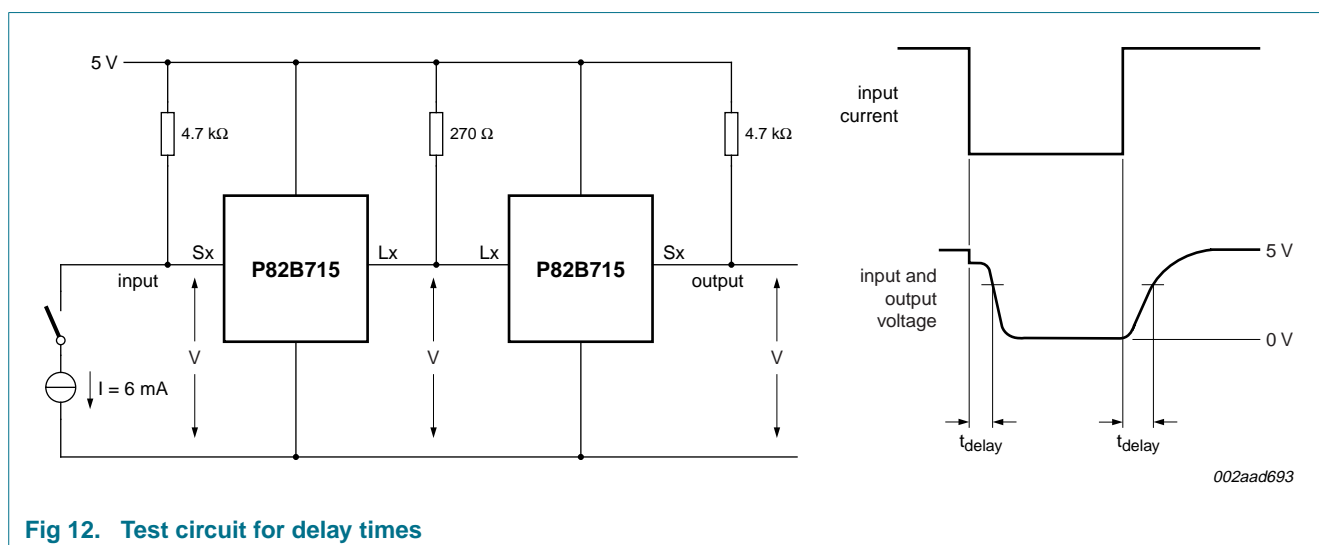 5 V
4.7 kΩ
270 Ω
4.7 kΩ
Sx
P82B715
Lx
Lx
P82B715
Sx
input
output
V
V
V
I = 6 mA
input
current
input and
output
voltage
5 V
0 V
tdelay
tdelay
002aad693
Fig 12. Test circuit for delay times